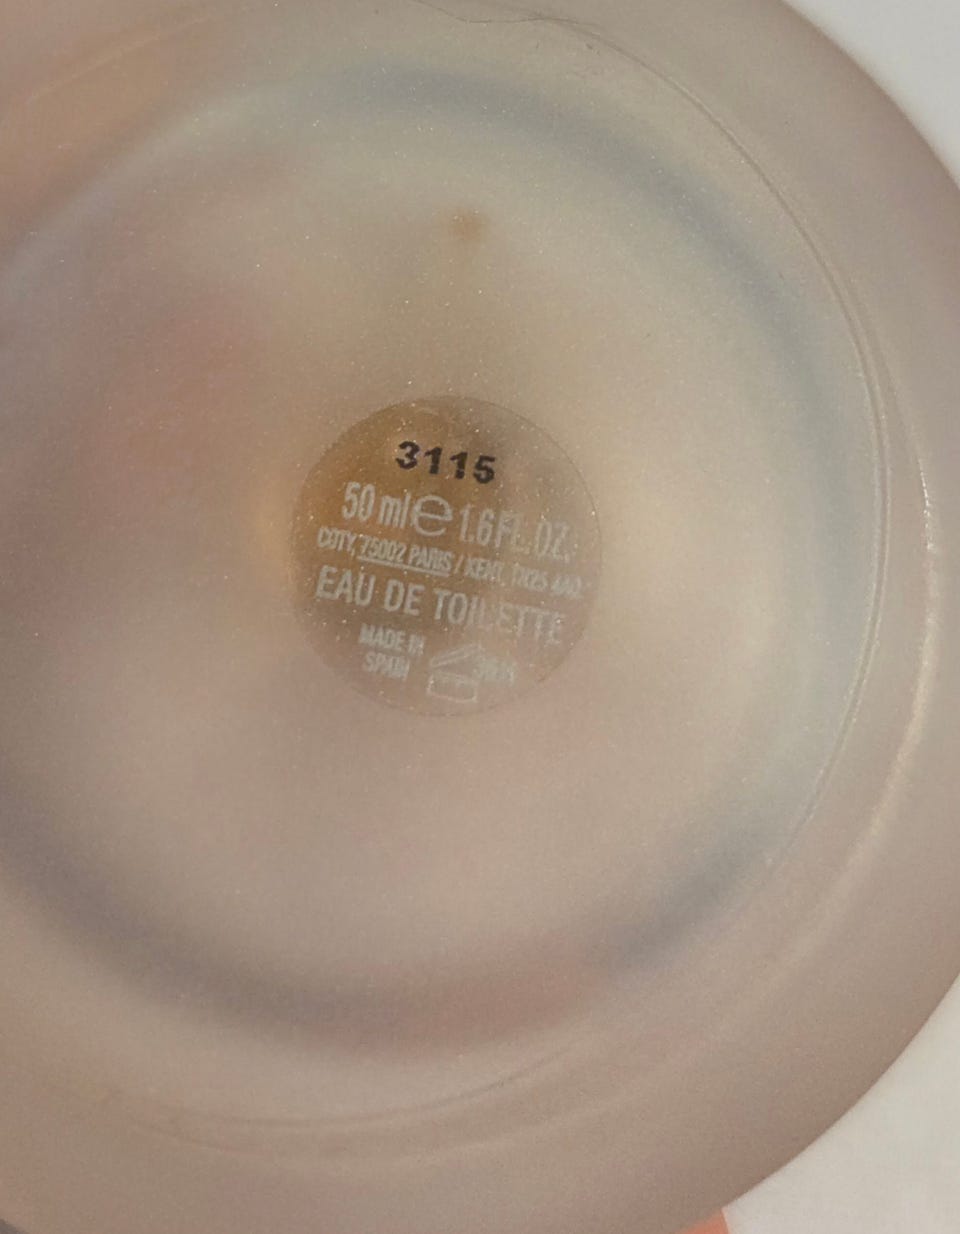 3115
50 ml e 1.6 FL.OZ.
COTY, 75002 PARIS / KENT, TN25 4AQ
EAU DE TOILETTE
MADE IN
SPAIN